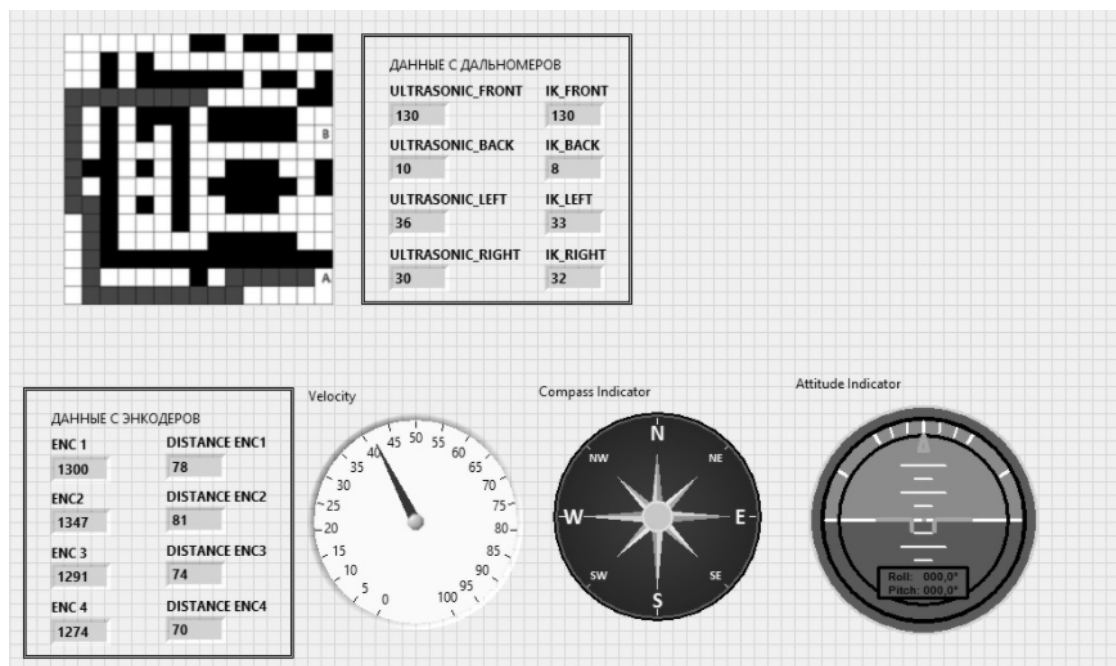 B
A
ДАННЫЕ С ДАЛЬНОМЕРОВ
ULTRASONIC_FRONT IK_FRONT
130 130
ULTRASONIC_BACK IK_BACK
10 8
ULTRASONIC_LEFT IK_LEFT
36 33
ULTRASONIC_RIGHT IK_RIGHT
30 32
ДАННЫЕ С ЭНКОДЕРОВ
ENC 1 DISTANCE ENC1
1300 78
ENC2 DISTANCE ENC2
1347 81
ENC 3 DISTANCE ENC3
1291 74
ENC 4 DISTANCE ENC4
1274 70
Velocity
0 5 10 15 20 25 30 35 40 45 50 55 60 65 70 75 80 85 90 95 100
Compass Indicator
N
NW NE
W E
SW SE
S
Attitude Indicator
Roll: 000,0°
Pitch: 000,0°